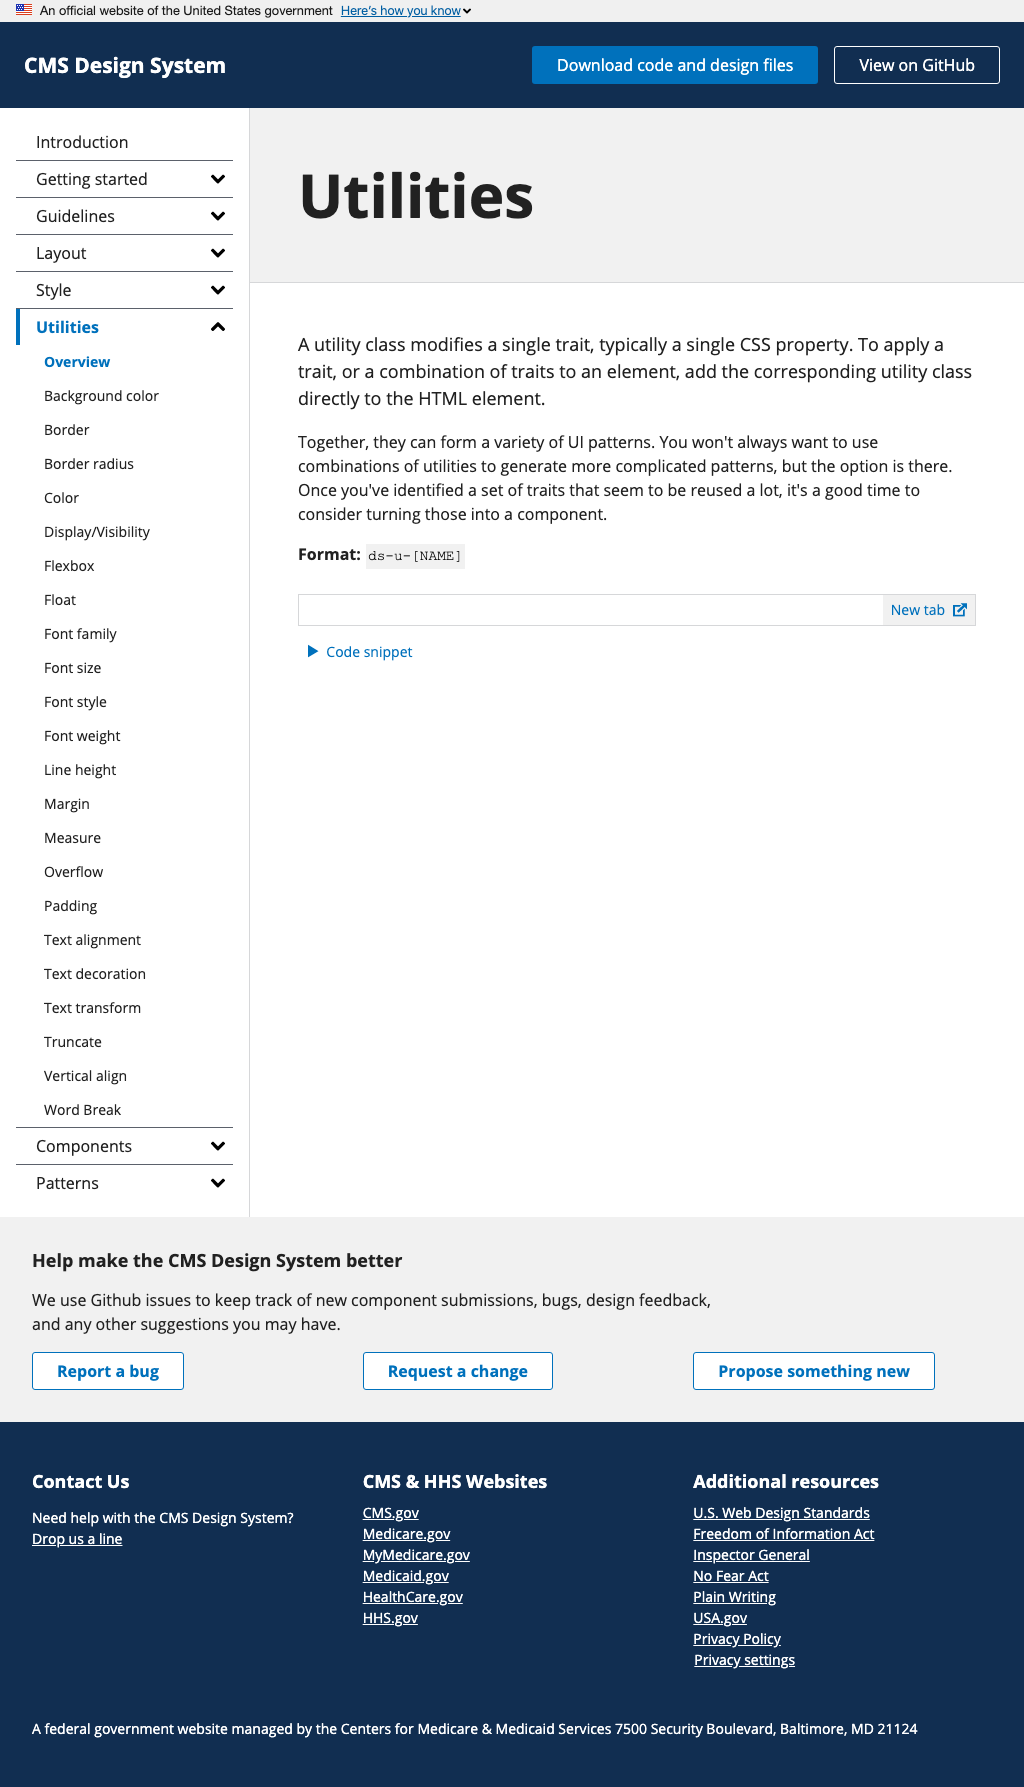 An official website of the United States government Here's how you know
CMS Design System
Download code and design files
View on GitHub
Introduction
Getting started
Guidelines
Layout
Style
Utilities
Overview
Background color
Border
Border radius
Color
Display/Visibility
Flexbox
Float
Font family
Font size
Font style
Font weight
Line height
Margin
Measure
Overflow
Padding
Text alignment
Text decoration
Text transform
Truncate
Vertical align
Word Break
Components
Patterns
Utilities
A utility class modifies a single trait, typically a single CSS property. To apply a
trait, or a combination of traits to an element, add the corresponding utility class
directly to the HTML element.
Together, they can form a variety of UI patterns. You won't always want to use
combinations of utilities to generate more complicated patterns, but the option is there.
Once you've identified a set of traits that seem to be reused a lot, it's a good time to
consider turning those into a component.
Format: ds-u-[NAME]
New tab
Code snippet
Help make the CMS Design System better
We use Github issues to keep track of new component submissions, bugs, design feedback,
and any other suggestions you may have.
Report a bug
Request a change
Propose something new
Contact Us
Need help with the CMS Design System?
Drop us a line
CMS & HHS Websites
CMS.gov
Medicare.gov
MyMedicare.gov
Medicaid.gov
HealthCare.gov
HHS.gov
Additional resources
U.S. Web Design Standards
Freedom of Information Act
Inspector General
No Fear Act
Plain Writing
USA.gov
Privacy Policy
Privacy settings
A federal government website managed by the Centers for Medicare & Medicaid Services 7500 Security Boulevard, Baltimore, MD 21124